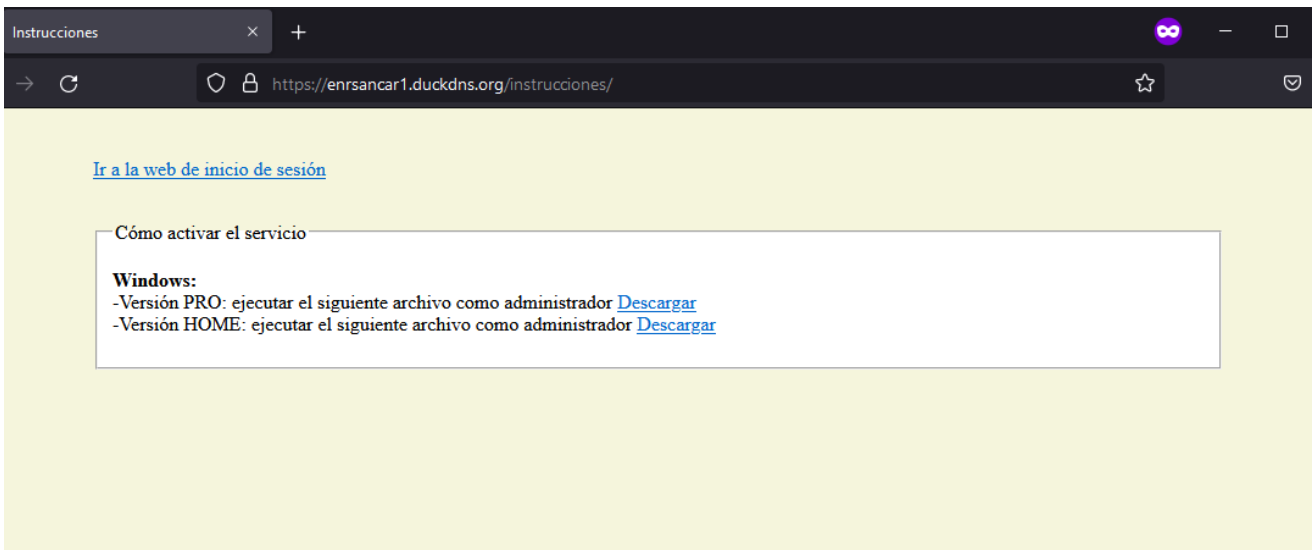 Instrucciones
https://enrsancar1.duckdns.org/instrucciones/
Ir a la web de inicio de sesión
Cómo activar el servicio
Windows:
-Versión PRO: ejecutar el siguiente archivo como administrador Descargar
-Versión HOME: ejecutar el siguiente archivo como administrador Descargar